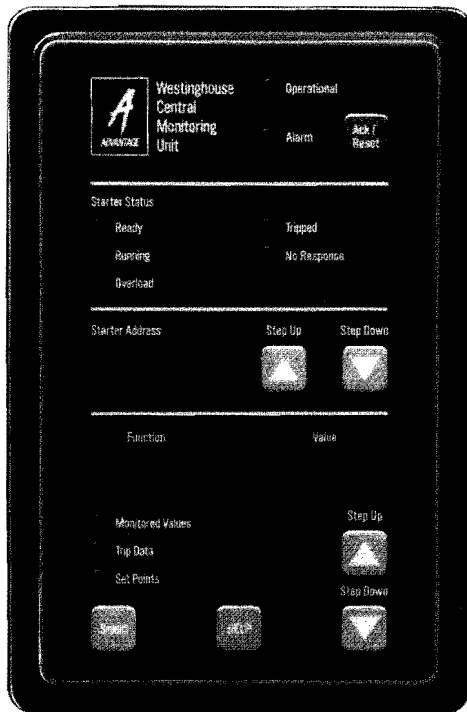 A
ADVANTAGE
Westinghouse
Central
Monitoring
Unit
Operational
Alarm
Ack /
Reset
Starter Status
Ready
Running
Overload
Tripped
No Response
Starter Address
Step Up
Step Down
Function
Value
Monitored Values
Trip Data
Set Points
Step Up
Step Down